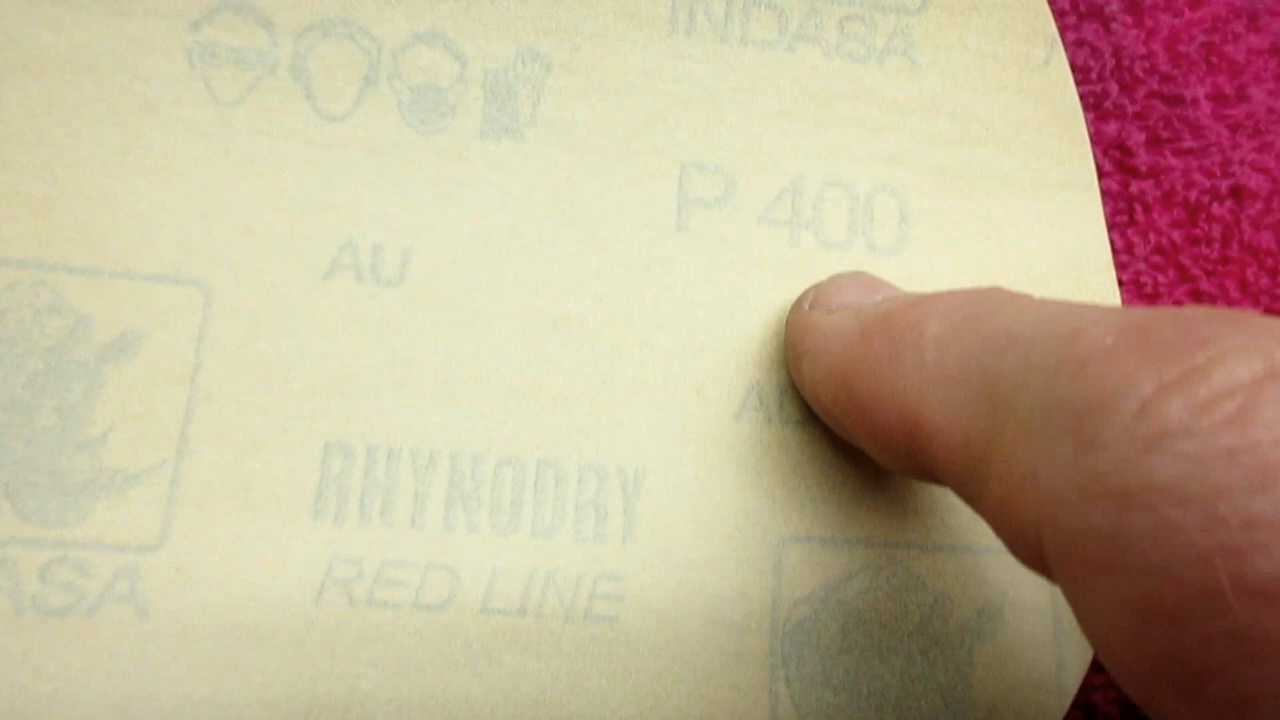 INDASA
P 400
AU
RHYNODRY
RED LINE
ASA